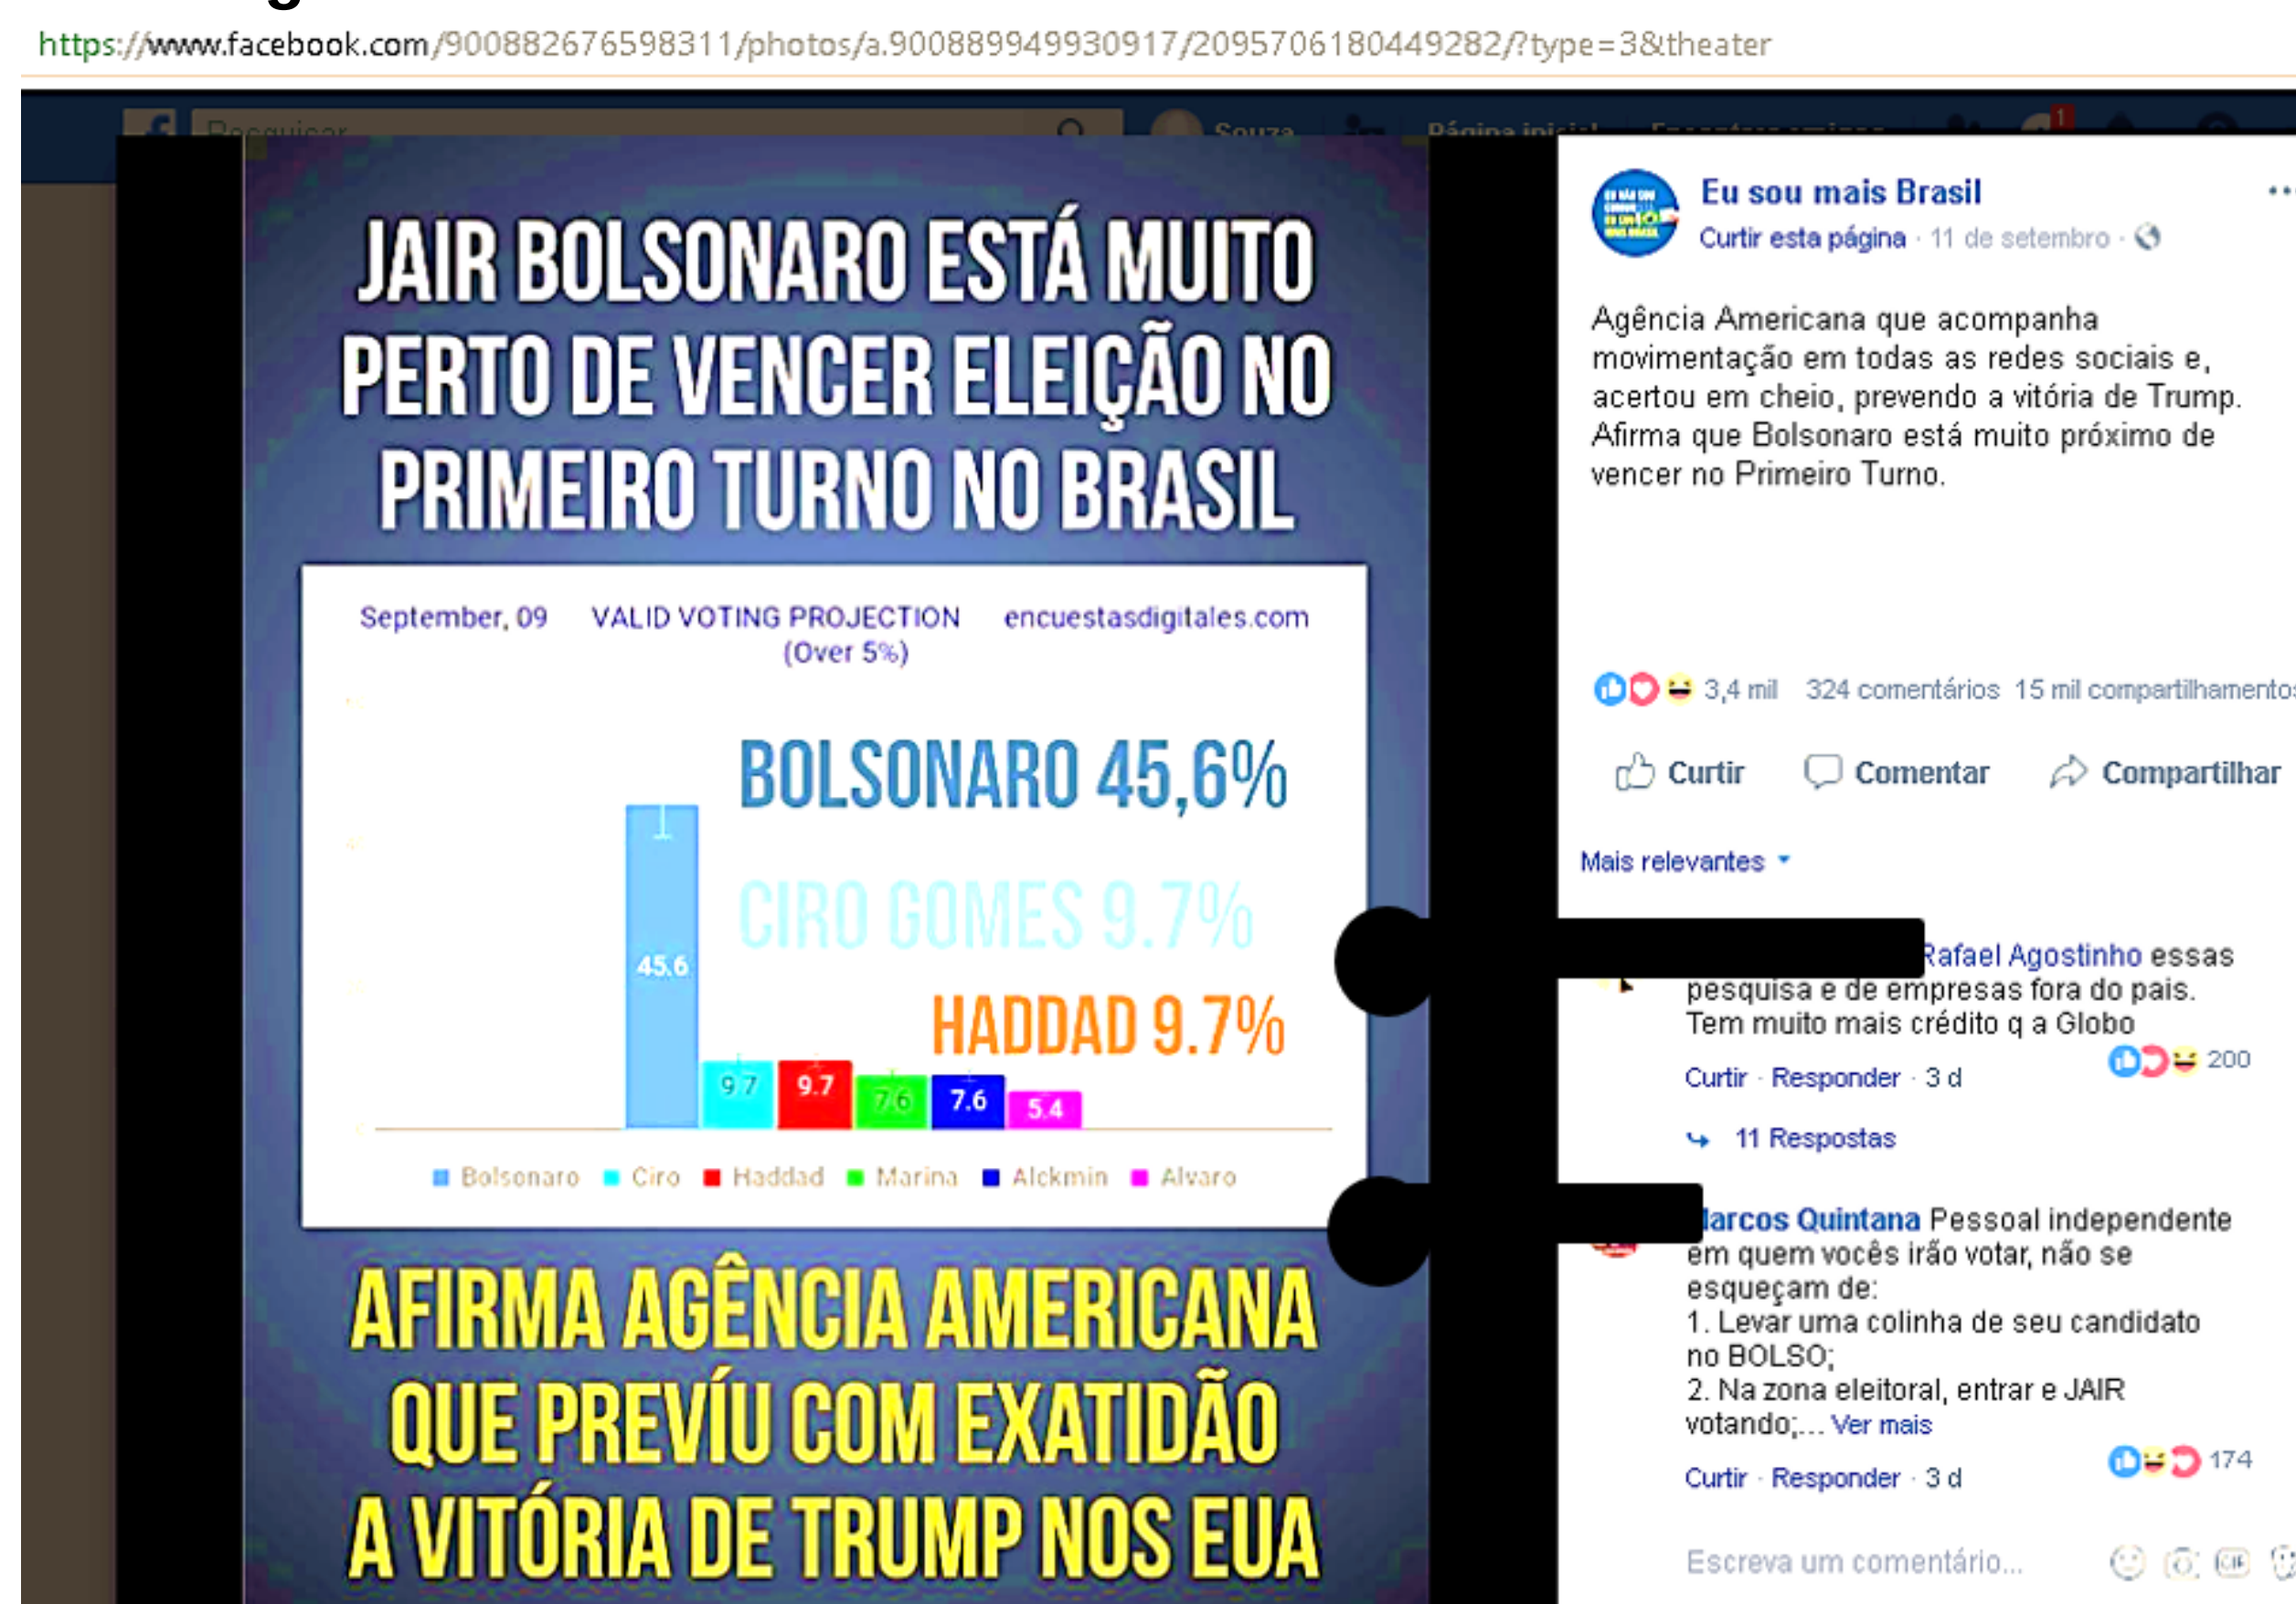 https://www.facebook.com/900882676598311/photos/a.900889949930917/2095706180449282/?type=3&theater
Pesquisar
Souza
Página inicial
1
JAIR BOLSONARO ESTÁ MUITO
PERTO DE VENCER ELEIÇÃO NO
PRIMEIRO TURNO NO BRASIL
September, 09 VALID VOTING PROJECTION encuestasdigitales.com
(Over 5%)
BOLSONARO 45,6%
CIRO GOMES 9.7%
HADDAD 9.7%
45.6
9.7 9.7 7.6 7.6 5.4
Bolsonaro Ciro Haddad Marina Alckmin Alvaro
AFIRMA AGÊNCIA AMERICANA
QUE PREVÍU COM EXATIDÃO
A VITÓRIA DE TRUMP NOS EUA
Eu sou mais Brasil
Curtir esta página · 11 de setembro ·
Agência Americana que acompanha
movimentação em todas as redes sociais e,
acertou em cheio, prevendo a vitória de Trump.
Afirma que Bolsonaro está muito próximo de
vencer no Primeiro Turno.
3,4 mil 324 comentários 15 mil compartilhamentos
Curtir Comentar Compartilhar
Mais relevantes
Rafael Agostinho essas
pesquisa e de empresas fora do pais.
Tem muito mais crédito q a Globo
200
Curtir · Responder · 3 d
11 Respostas
Marcos Quintana Pessoal independente
em quem vocês irão votar, não se
esqueçam de:
1. Levar uma colinha de seu candidato
no BOLSO;
2. Na zona eleitoral, entrar e JAIR
votando;... Ver mais
174
Curtir · Responder · 3 d
Escreva um comentário...
GIF